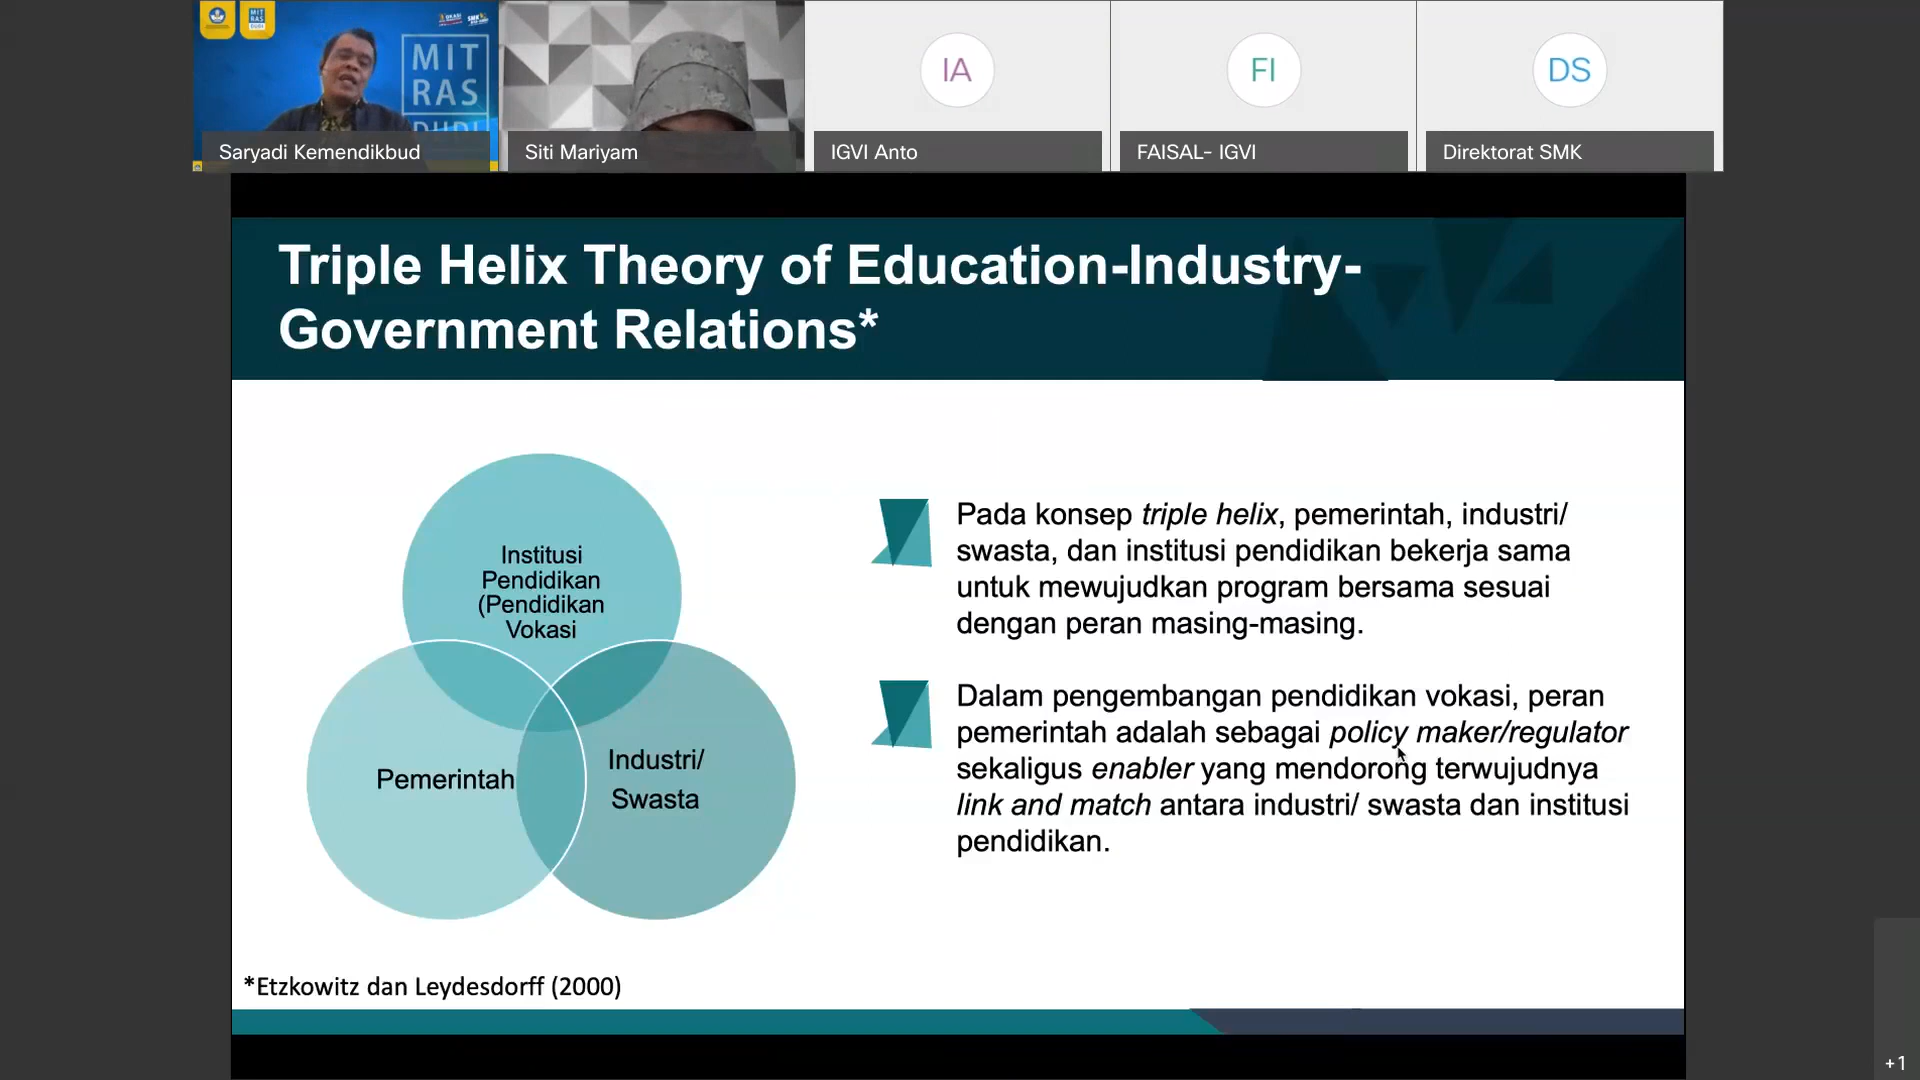 MIT
RAS
DUDI
MIT
RAS
DUDI
Saryadi Kemendikbud
Siti Mariyam
IA
IGVI Anto
FI
FAISAL- IGVI
DS
Direktorat SMK
Triple Helix Theory of Education-Industry-
Government Relations*
Institusi
Pendidikan
(Pendidikan
Vokasi
Pemerintah
Industri/
Swasta
Pada konsep triple helix, pemerintah, industri/
swasta, dan institusi pendidikan bekerja sama
untuk mewujudkan program bersama sesuai
dengan peran masing-masing.
Dalam pengembangan pendidikan vokasi, peran
pemerintah adalah sebagai policy maker/regulator
sekaligus enabler yang mendorong terwujudnya
link and match antara industri/ swasta dan institusi
pendidikan.
*Etzkowitz dan Leydesdorff (2000)
+1